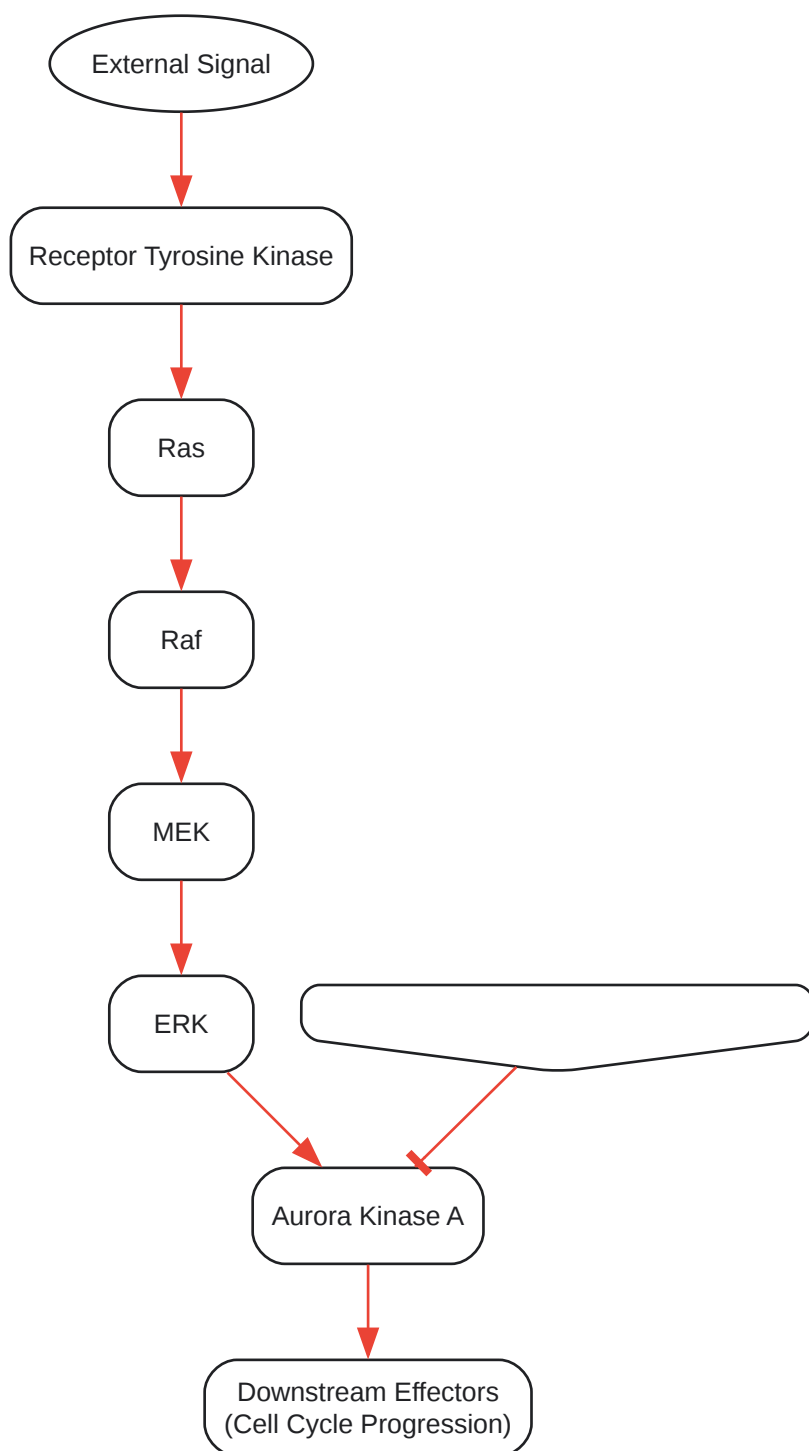 External Signal
Receptor Tyrosine Kinase
Ras
Raf
MEK
ERK
Aurora Kinase A
Downstream Effectors
(Cell Cycle Progression)